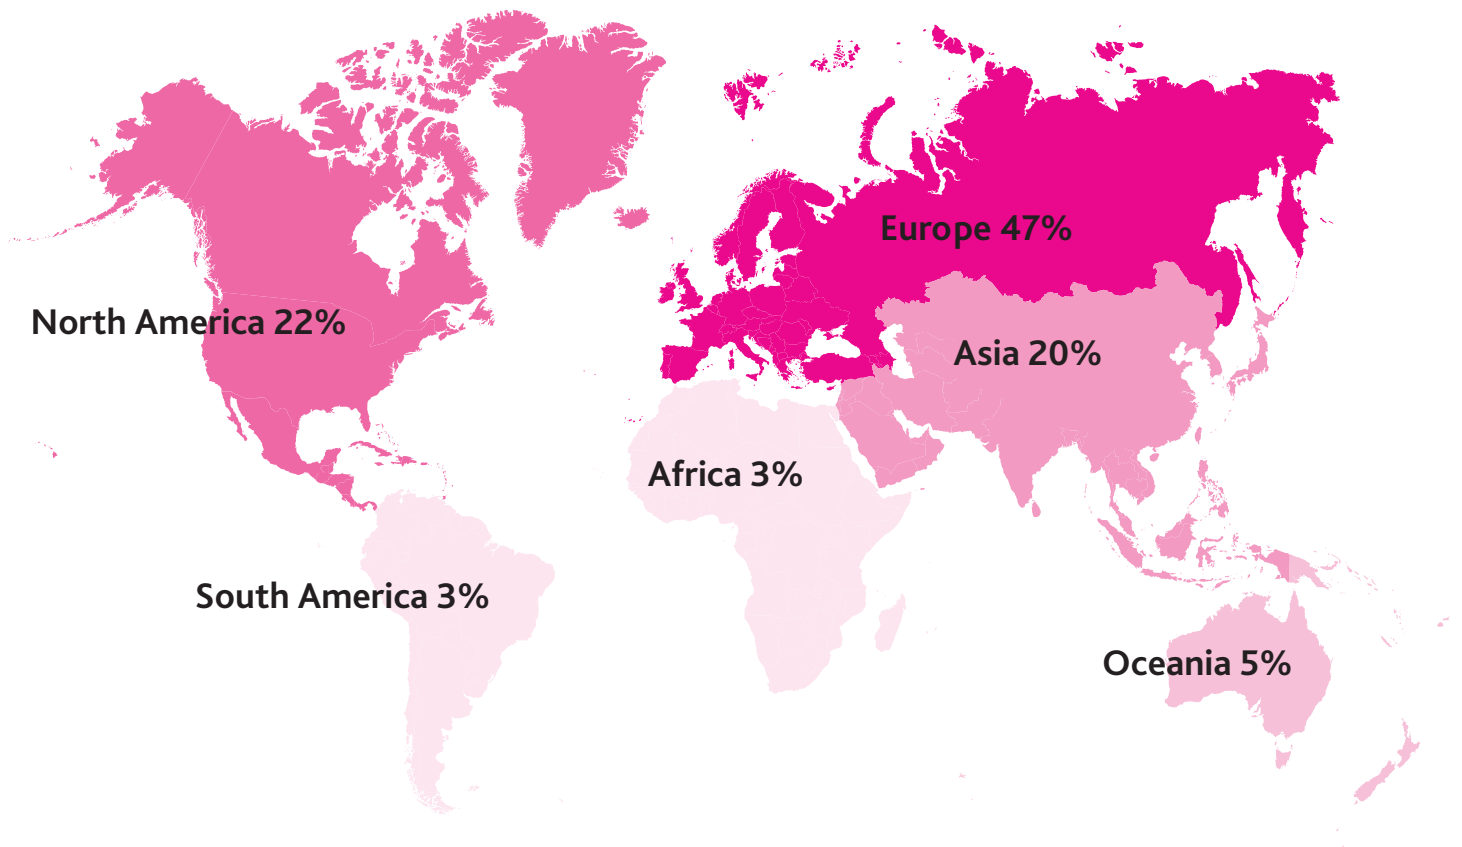 Europe 47%
North America 22%
Asia 20%
Africa 3%
South America 3%
Oceania 5%